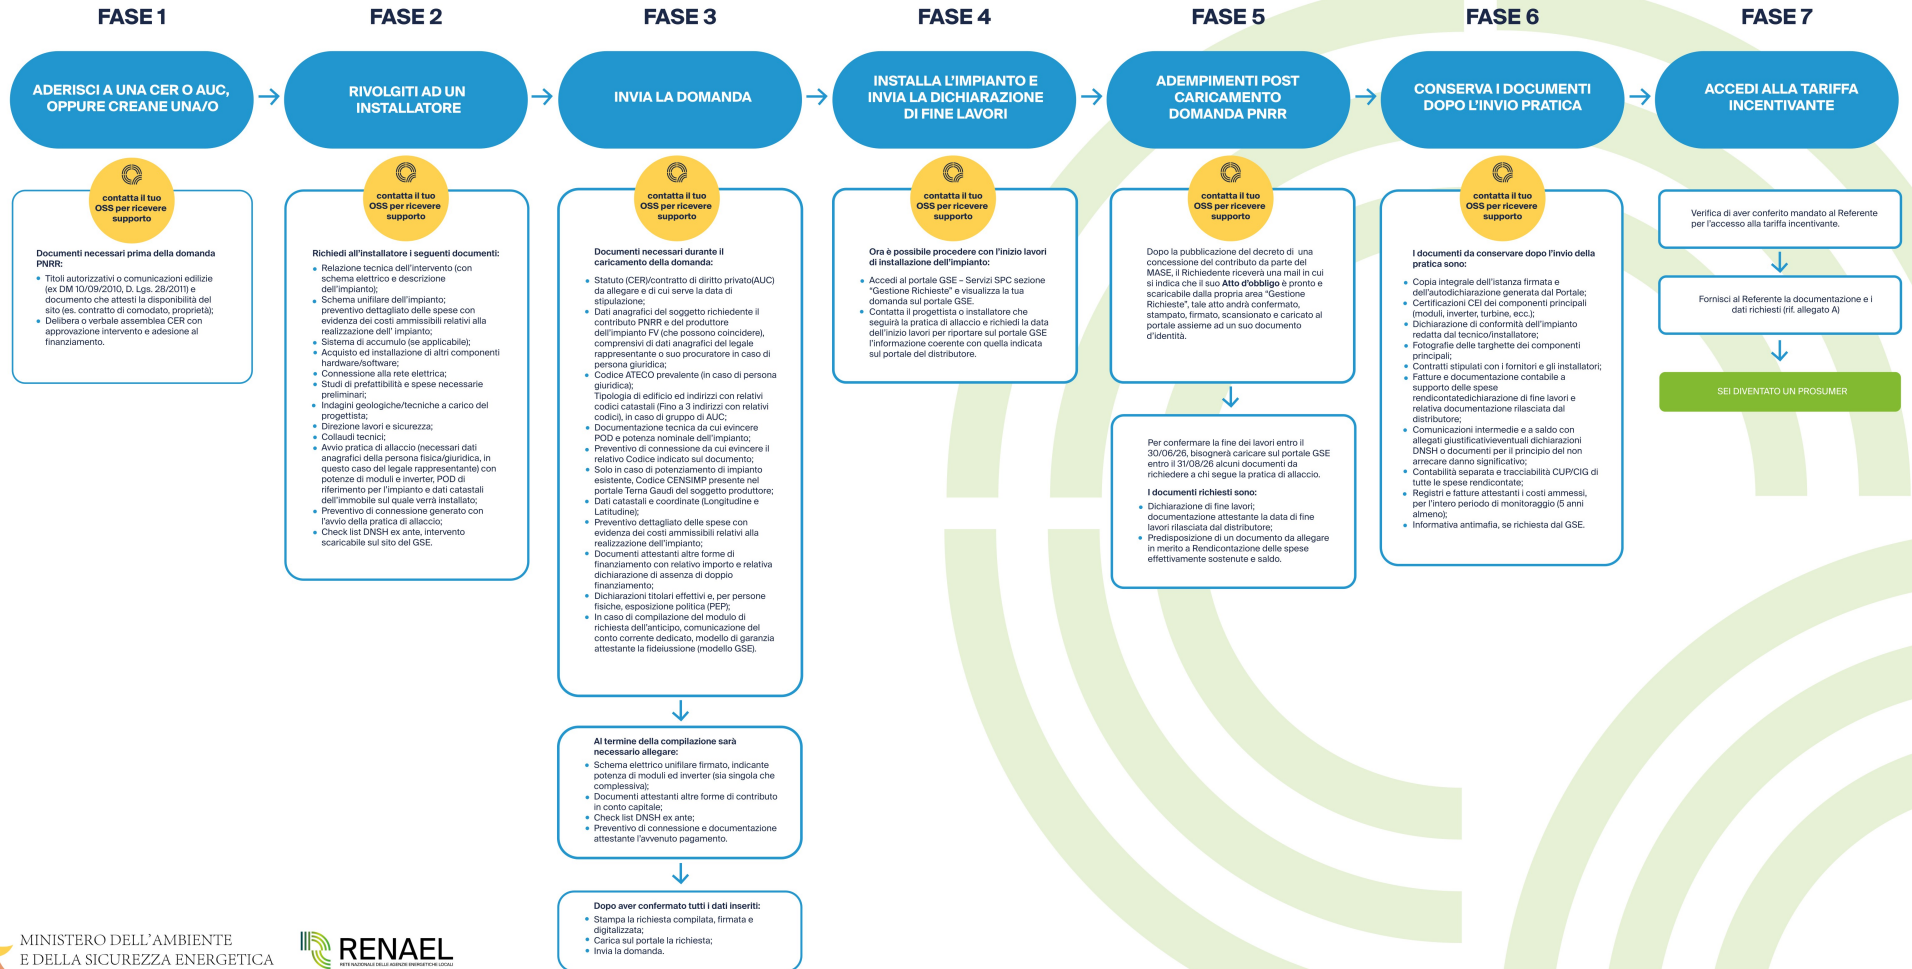 FASE 1
ADERISCI A UNA CER O AUC,
OPPURE CREANE UNA/O
contatta il tuo
OSS per ricevere
supporto
Documenti necessari prima della domanda
PNRR:
Titoli autorizzativi o comunicazioni edilizie
(ex DM 10/09/2010, D. Lgs. 28/2011) e
documento che attesti la disponibilità del
sito (es. contratto di comodato, proprietà);
Delibera o verbale assemblea CER con
approvazione intervento e adesione al
finanziamento.
FASE 2
RIVOLGITI AD UN
INSTALLATORE
contatta il tuo
OSS per ricevere
supporto
Richiedi all'installatore i seguenti documenti:
Relazione tecnica dell'intervento (con
schema elettrico e descrizione
dell'impianto);
Schema unifilare dell'impianto;
preventivo dettagliato delle spese con
evidenza dei costi ammissibili relativi alla
realizzazione dell' impianto;
Sistema di accumulo (se applicabile);
Acquisto ed installazione di altri componenti
hardware/software;
Connessione alla rete elettrica;
Studi di prefattibilità e spese necessarie
preliminari;
Indagini geologiche/tecniche a carico del
progettista;
Direzione lavori e sicurezza;
Collaudi tecnici;
Avvio pratica di allaccio (necessari dati
anagrafici della persona fisica/giuridica, in
questo caso del legale rappresentante) con
potenze di moduli e inverter, POD di
riferimento per l'impianto e dati catastali
dell'immobile sul quale verrà installato;
Preventivo di connessione generato con
l'avvio della pratica di allaccio;
Check list DNSH ex ante, intervento
scaricabile sul sito del GSE.
FASE 3
INVIA LA DOMANDA
contatta il tuo
OSS per ricevere
supporto
Documenti necessari durante il
caricamento della domanda:
Statuto (CER)/contratto di diritto privato(AUC)
da allegare e di cui serve la data di
stipulazione;
Dati anagrafici del soggetto richiedente il
contributo PNRR e del produttore
dell'impianto FV (che possono coincidere),
comprensivi di dati anagrafici del legale
rappresentante o suo procuratore in caso di
persona giuridica;
Codice ATECO prevalente (in caso di persona
giuridica);
Tipologia di edificio ed indirizzi con relativi
codici catastali (Fino a 3 indirizzi con relativi
codici), in caso di gruppo di AUC;
Documentazione tecnica da cui evincere
POD e potenza nominale dell'impianto;
Preventivo di connessione da cui evincere il
relativo Codice indicato sul documento;
Solo in caso di potenziamento di impianto
esistente, Codice CENSIMP presente nel
portale Terna Gaudì del soggetto produttore;
Dati catastali e coordinate (Longitudine e
Latitudine);
Preventivo dettagliato delle spese con
evidenza dei costi ammissibili relativi alla
realizzazione dell'impianto;
Documenti attestanti altre forme di
finanziamento con relativo importo e relativa
dichiarazione di assenza di doppio
finanziamento;
Dichiarazioni titolari effettivi e, per persone
fisiche, esposizione politica (PEP);
In caso di compilazione del modulo di
richiesta dell'anticipo, comunicazione del
conto corrente dedicato, modello di garanzia
attestante la fideiussione (modello GSE).
Al termine della compilazione sarà
necessario allegare:
Schema elettrico unifilare firmato, indicante
potenza di moduli ed inverter (sia singola che
complessiva);
Documenti attestanti altre forme di contributo
in conto capitale;
Check list DNSH ex ante;
Preventivo di connessione e documentazione
attestante l'avvenuto pagamento.
Dopo aver confermato tutti i dati inseriti:
Stampa la richiesta compilata, firmata e
digitalizzata;
Carica sul portale la richiesta;
Invia la domanda.
FASE 4
INSTALLA L'IMPIANTO E
INVIA LA DICHIARAZIONE
DI FINE LAVORI
contatta il tuo
OSS per ricevere
supporto
Ora è possibile procedere con l'inizio lavori
di installazione dell'impianto:
Accedi al portale GSE – Servizi SPC sezione
"Gestione Richieste" e visualizza la tua
domanda sul portale GSE.
Contatta il progettista o installatore che
seguirà la pratica di allaccio e richiedi la data
dell'inizio lavori per riportare sul portale GSE
l'informazione coerente con quella indicata
sul portale del distributore.
FASE 5
ADEMPIMENTI POST
CARICAMENTO
DOMANDA PNRR
contatta il tuo
OSS per ricevere
supporto
Dopo la pubblicazione del decreto di una
concessione del contributo da parte del
MASE, il Richiedente riceverà una mail in cui
si indica che il suo Atto d'obbligo è pronto e
scaricabile dalla propria area "Gestione
Richieste", tale atto andrà confermato,
stampato, firmato, scansionato e caricato al
portale assieme ad un suo documento
d'identità.
Per confermare la fine dei lavori entro il
30/06/26, bisognerà caricare sul portale GSE
entro il 31/08/26 alcuni documenti da
richiedere a chi segue la pratica di allaccio.
I documenti richiesti sono:
Dichiarazione di fine lavori;
documentazione attestante la data di fine
lavori rilasciata dal distributore;
Predisposizione di un documento da allegare
in merito a Rendicontazione delle spese
effettivamente sostenute e saldo.
FASE 6
CONSERVA I DOCUMENTI
DOPO L'INVIO PRATICA
contatta il tuo
OSS per ricevere
supporto
I documenti da conservare dopo l'invio della
pratica sono:
Copia integrale dell'istanza firmata e
dell'autodichiarazione generata dal Portale;
Certificazioni CEI dei componenti principali
(moduli, inverter, turbine, ecc.);
Dichiarazione di conformità dell'impianto
redatta dal tecnico/installatore;
Fotografie delle targhette dei componenti
principali;
Contratti stipulati con i fornitori e gli installatori;
Fatture e documentazione contabile a
supporto delle spese
rendicontatedichiarazione di fine lavori e
relativa documentazione rilasciata dal
distributore;
Comunicazioni intermedie e a saldo con
allegati giustificativieventuali dichiarazioni
DNSH o documenti per il principio del non
arrecare danno significativo;
Contabilità separata e tracciabilità CUP/CIG di
tutte le spese rendicontate;
Registri e fatture attestanti i costi ammessi,
per l'intero periodo di monitoraggio (5 anni
almeno);
Informativa antimafia, se richiesta dal GSE.
FASE 7
ACCEDI ALLA TARIFFA
INCENTIVANTE
Verifica di aver conferito mandato al Referente
per l'accesso alla tariffa incentivante.
Fornisci al Referente la documentazione e i
dati richiesti (rif. allegato A)
SEI DIVENTATO UN PROSUMER
MINISTERO DELL'AMBIENTE
E DELLA SICUREZZA ENERGETICA
RENAEL
RETE NAZIONALE DELLE AGENZIE ENERGETICHE LOCALI